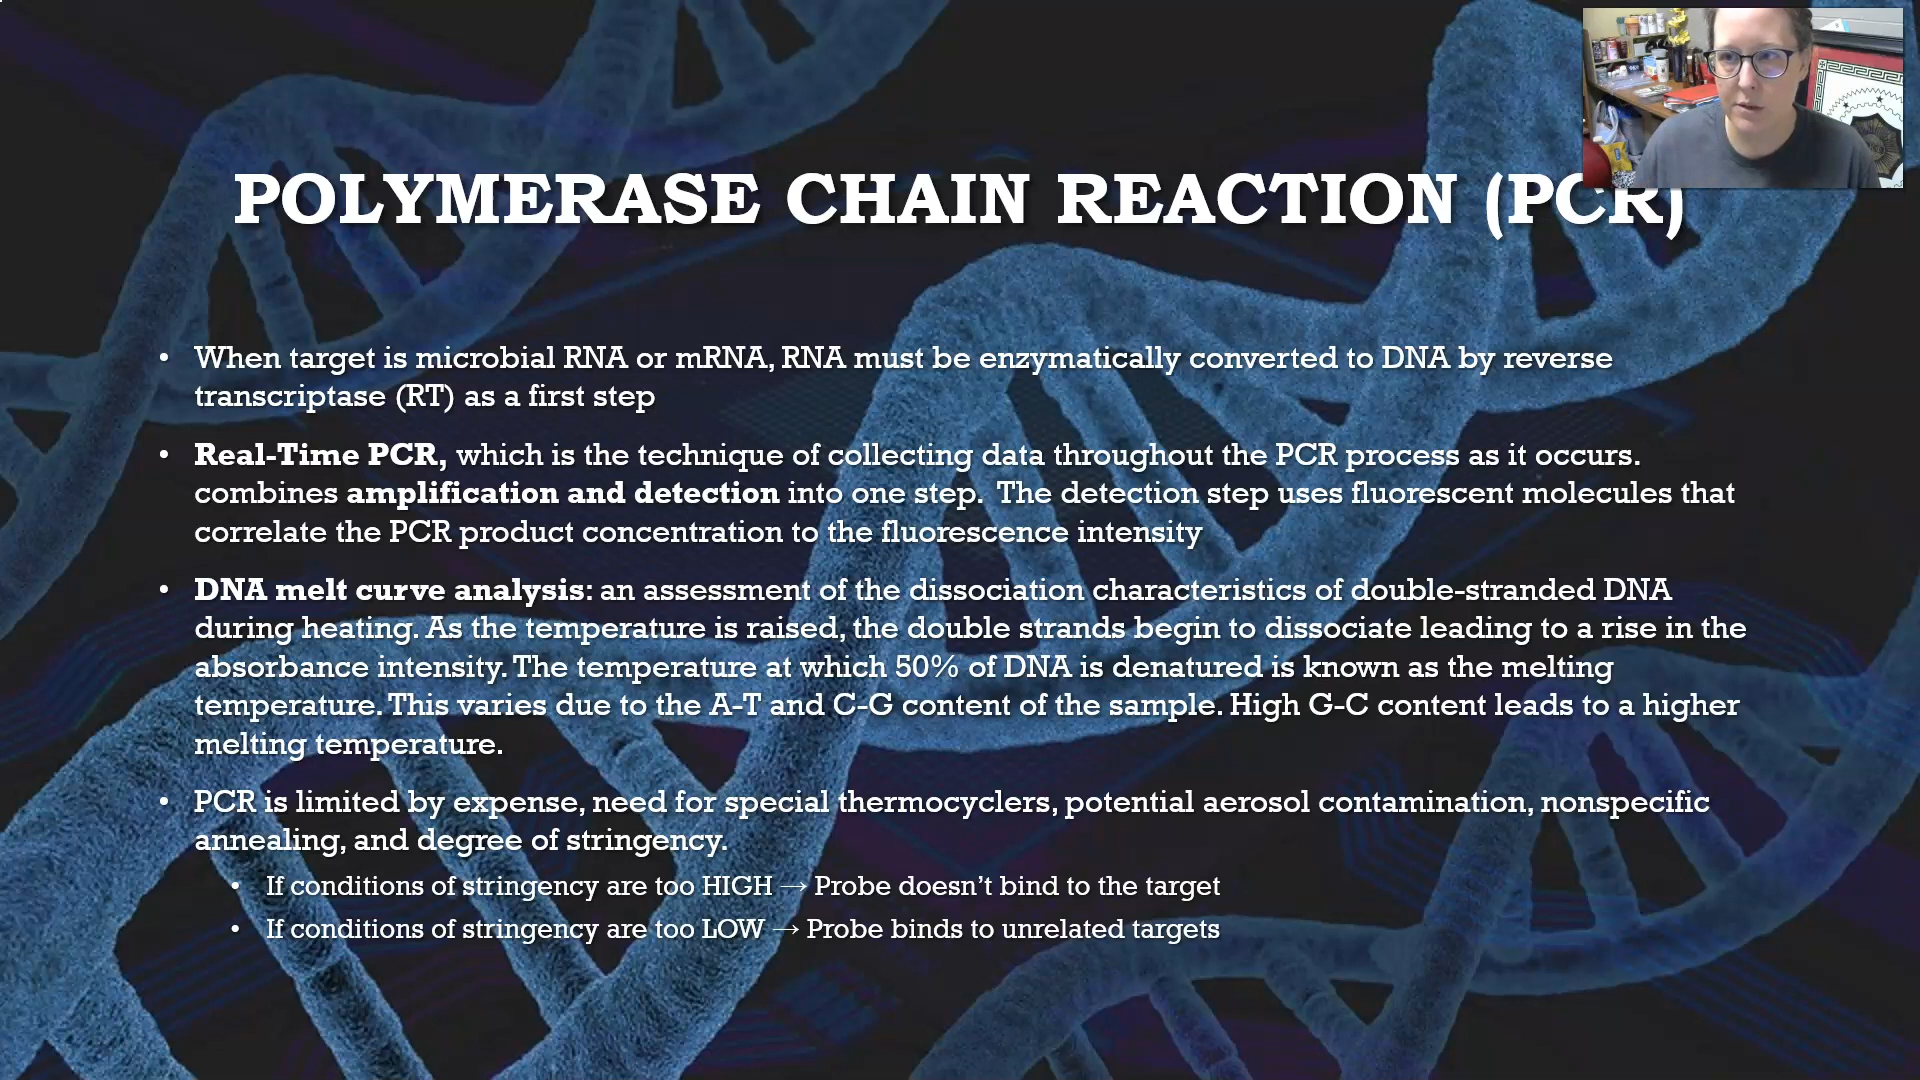 POLYMERASE CHAIN REACTION (PCR)
• When target is microbial RNA or mRNA, RNA must be enzymatically converted to DNA by reverse
transcriptase (RT) as a first step
• Real-Time PCR, which is the technique of collecting data throughout the PCR process as it occurs.
combines amplification and detection into one step. The detection step uses fluorescent molecules that
correlate the PCR product concentration to the fluorescence intensity
• DNA melt curve analysis: an assessment of the dissociation characteristics of double-stranded DNA
during heating. As the temperature is raised, the double strands begin to dissociate leading to a rise in the
absorbance intensity. The temperature at which 50% of DNA is denatured is known as the melting
temperature. This varies due to the A-T and C-G content of the sample. High G-C content leads to a higher
melting temperature.
• PCR is limited by expense, need for special thermocyclers, potential aerosol contamination, nonspecific
annealing, and degree of stringency.
• If conditions of stringency are too HIGH → Probe doesn't bind to the target
• If conditions of stringency are too LOW → Probe binds to unrelated targets